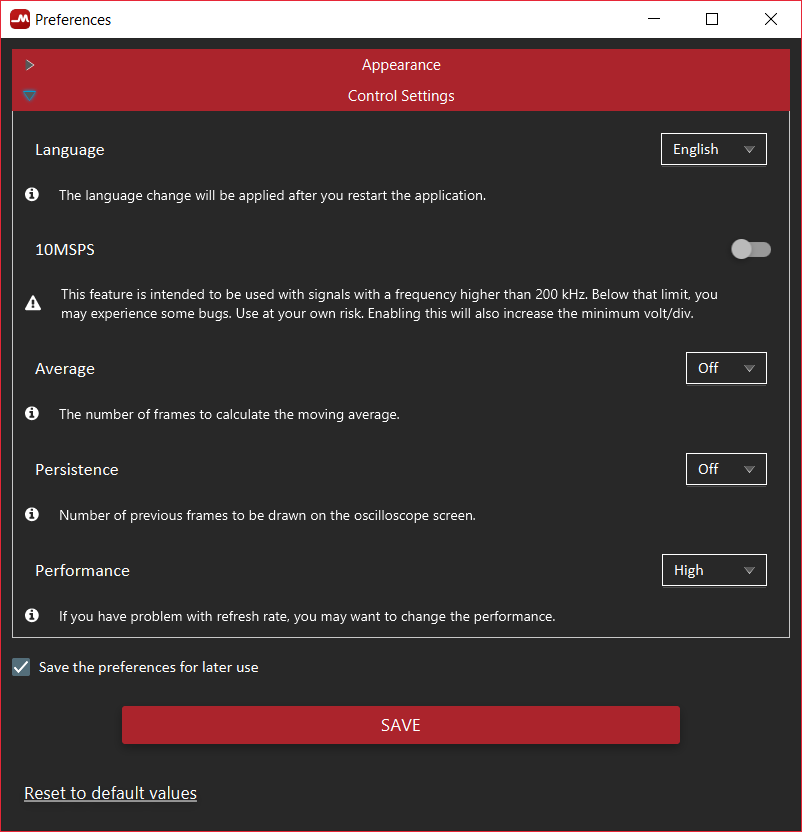 Preferences
Appearance
Control Settings
Language
English
The language change will be applied after you restart the application.
10MSPS
This feature is intended to be used with signals with a frequency higher than 200 kHz. Below that limit, you
may experience some bugs. Use at your own risk. Enabling this will also increase the minimum volt/div.
Average
Off
The number of frames to calculate the moving average.
Persistence
Off
Number of previous frames to be drawn on the oscilloscope screen.
Performance
High
If you have problem with refresh rate, you may want to change the performance.
Save the preferences for later use
SAVE
Reset to default values